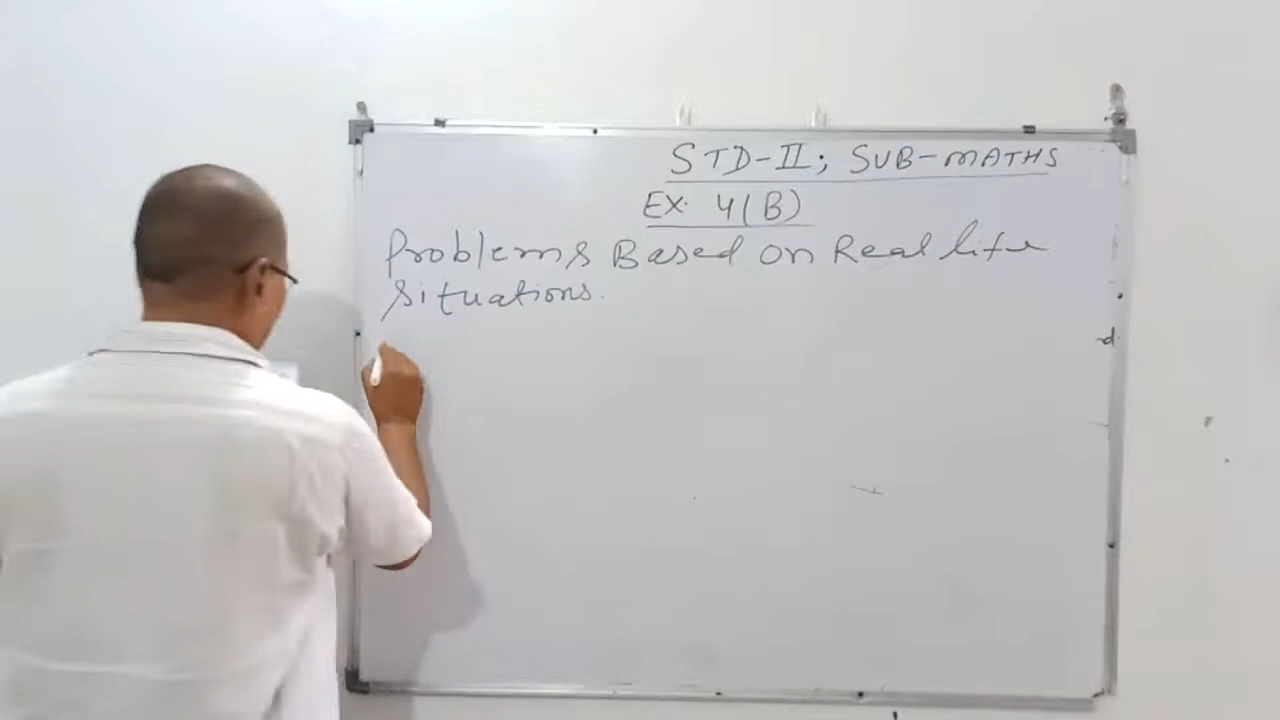 STD-II; SUB-MATHS
EX. 4(B)
Problems Based on Real life
situations.
d.